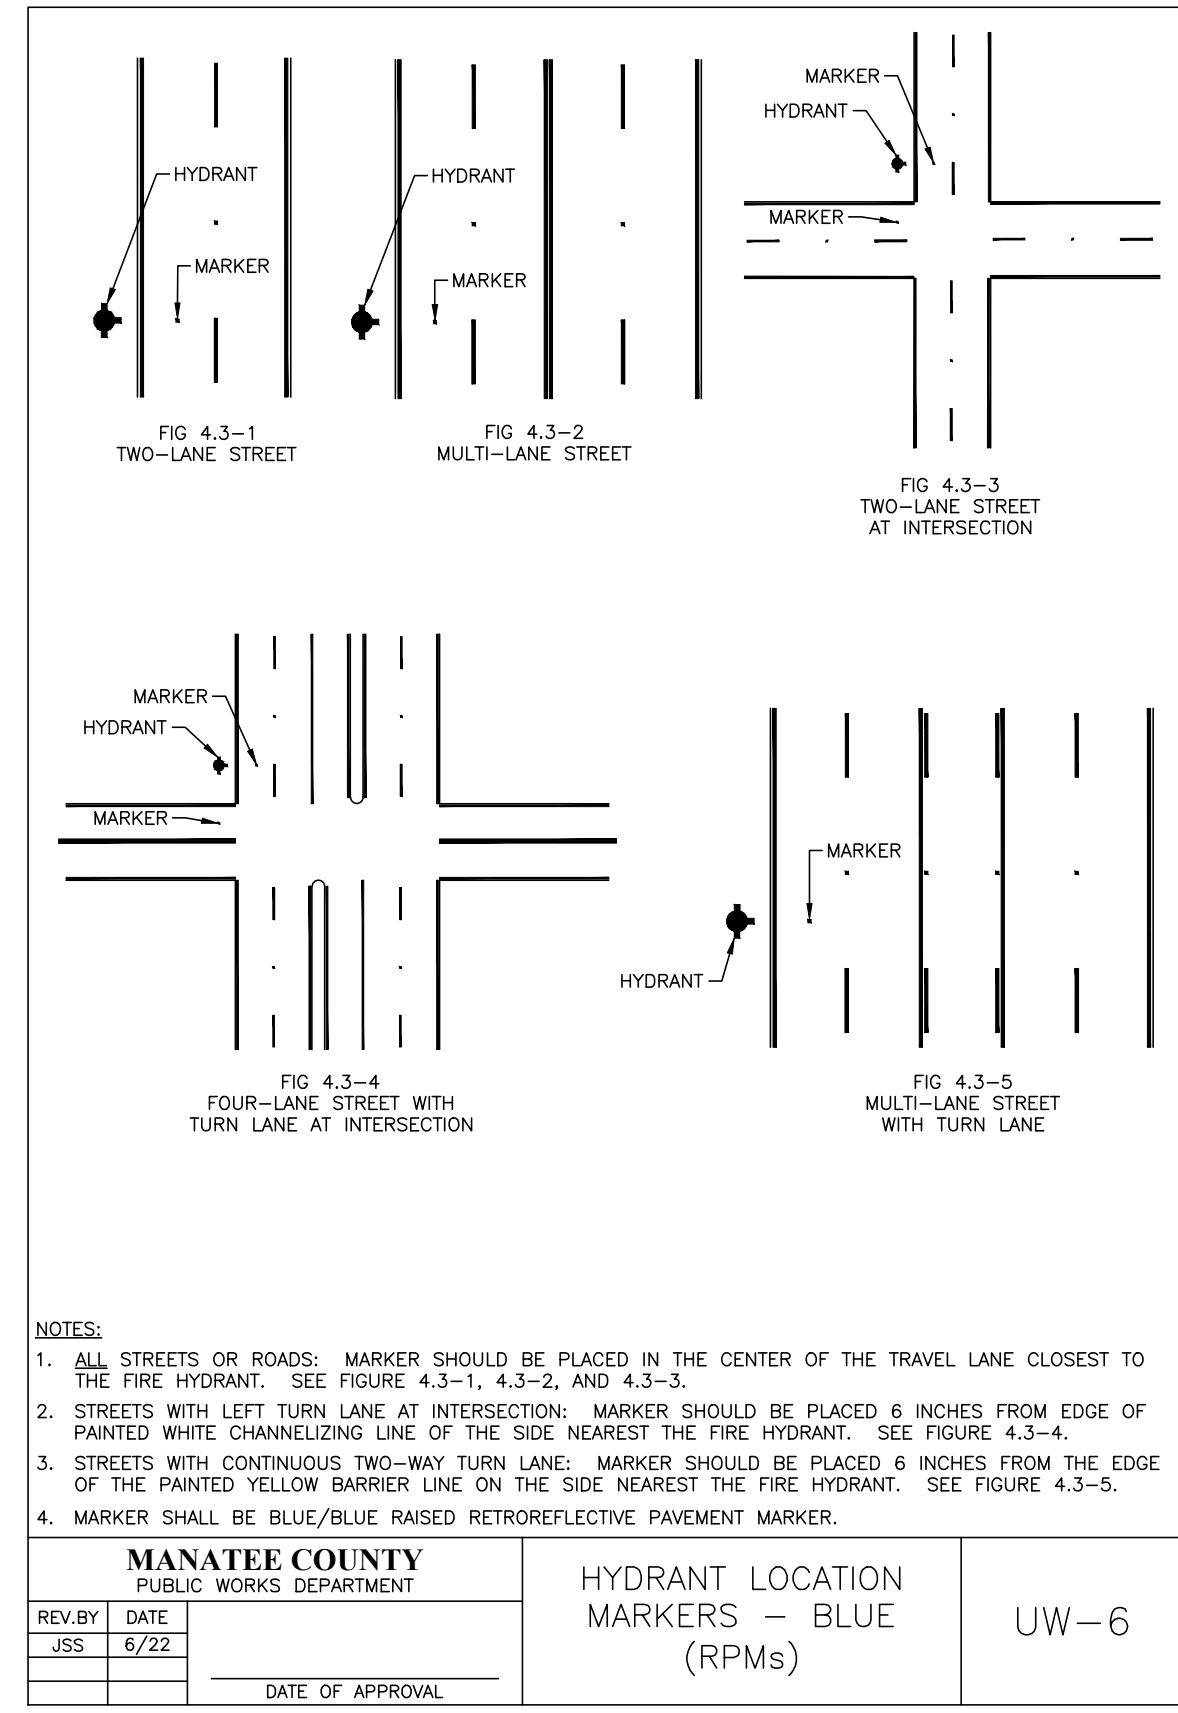 HYDRANT
MARKER
FIG 4.3-1
TWO-LANE STREET
HYDRANT
MARKER
FIG 4.3-2
MULTI-LANE STREET
MARKER
HYDRANT
MARKER
FIG 4.3-3
TWO-LANE STREET
AT INTERSECTION
MARKER
HYDRANT
MARKER
FIG 4.3-4
FOUR-LANE STREET WITH
TURN LANE AT INTERSECTION
MARKER
HYDRANT
FIG 4.3-5
MULTI-LANE STREET
WITH TURN LANE
NOTES:
1. ALL STREETS OR ROADS: MARKER SHOULD BE PLACED IN THE CENTER OF THE TRAVEL LANE CLOSEST TO
THE FIRE HYDRANT. SEE FIGURE 4.3-1, 4.3-2, AND 4.3-3.
2. STREETS WITH LEFT TURN LANE AT INTERSECTION: MARKER SHOULD BE PLACED 6 INCHES FROM EDGE OF
PAINTED WHITE CHANNELIZING LINE OF THE SIDE NEAREST THE FIRE HYDRANT. SEE FIGURE 4.3-4.
3. STREETS WITH CONTINUOUS TWO-WAY TURN LANE: MARKER SHOULD BE PLACED 6 INCHES FROM THE EDGE
OF THE PAINTED YELLOW BARRIER LINE ON THE SIDE NEAREST THE FIRE HYDRANT. SEE FIGURE 4.3-5.
4. MARKER SHALL BE BLUE/BLUE RAISED RETROREFLECTIVE PAVEMENT MARKER.
MANATEE COUNTY
PUBLIC WORKS DEPARTMENT
REV.BY DATE
JSS 6/22
DATE OF APPROVAL
HYDRANT LOCATION
MARKERS - BLUE
(RPMs)
UW-6